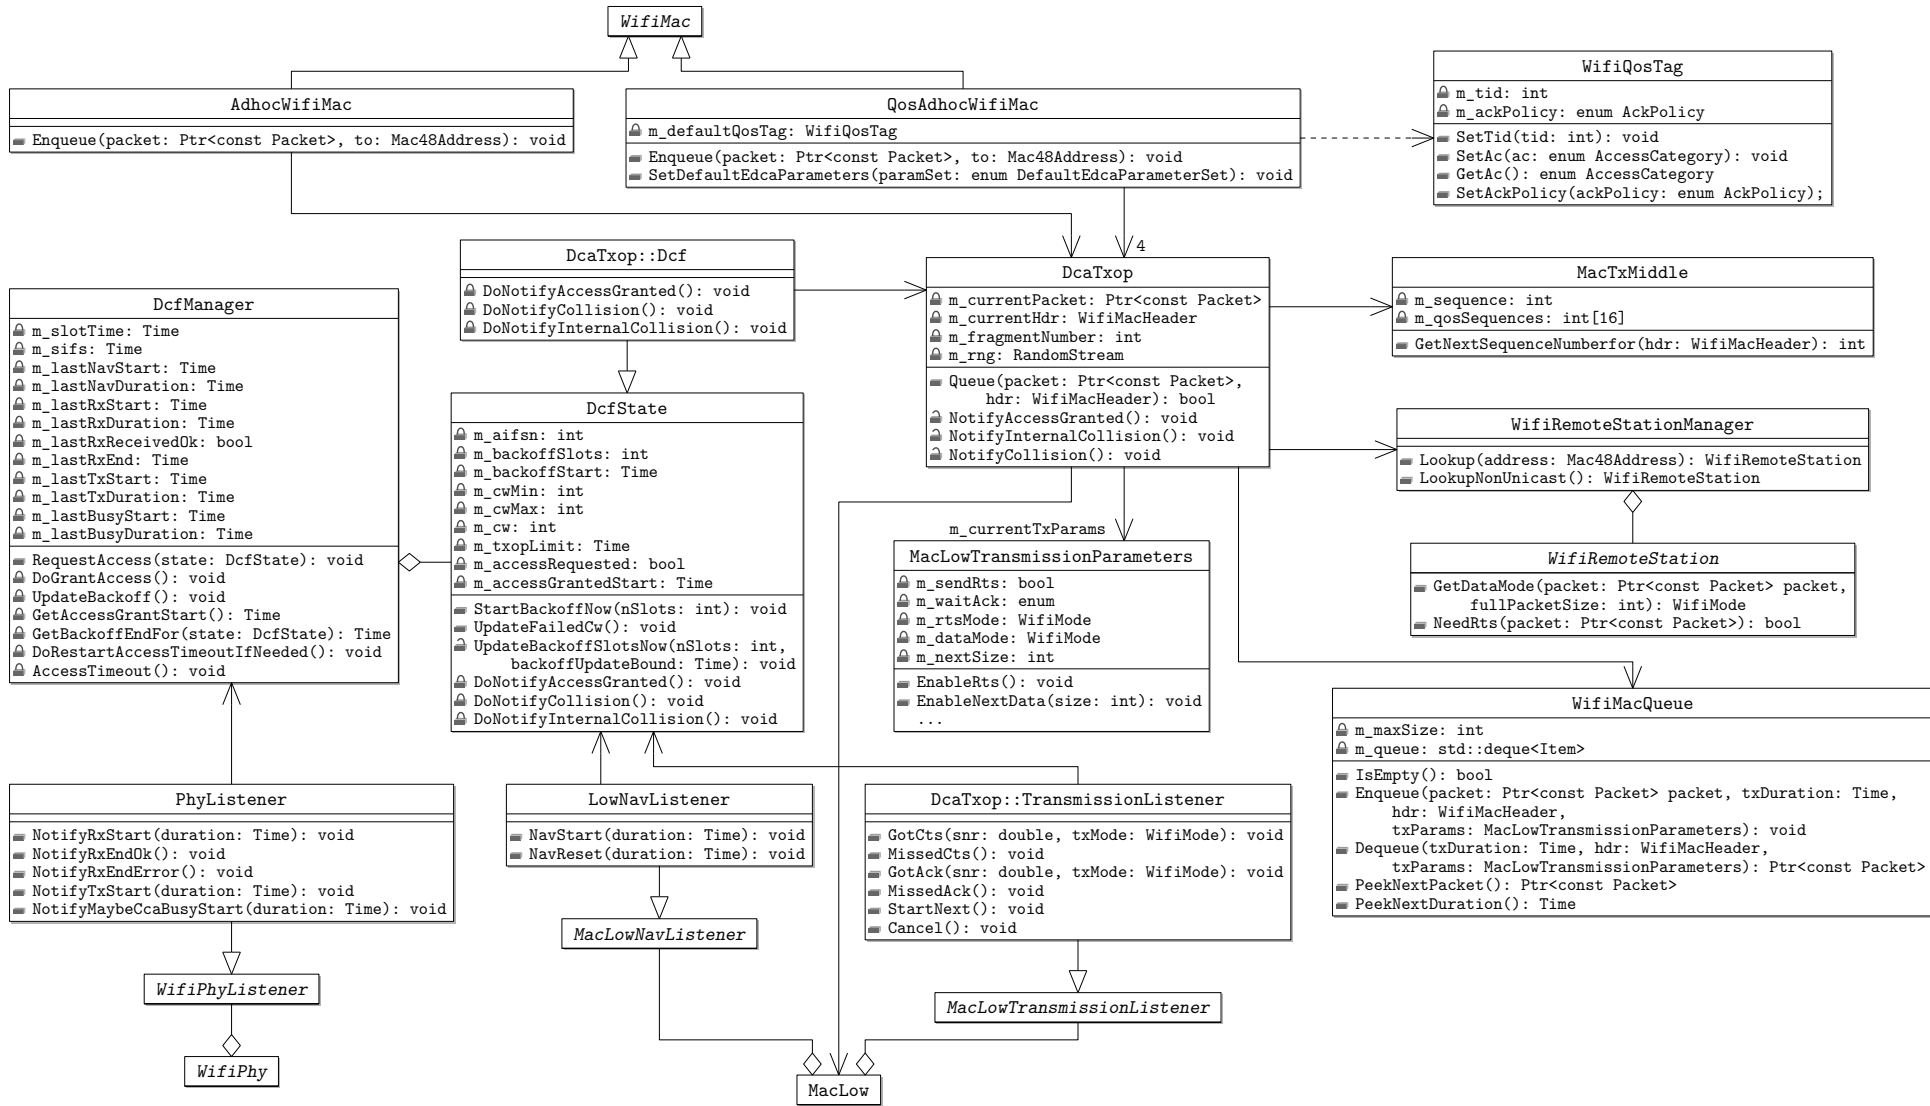 WifiMac
AdhocWifiMac
Enqueue(packet: Ptr<const Packet>, to: Mac48Address): void
QosAdhocWifiMac
m_defaultQosTag: WifiQosTag
Enqueue(packet: Ptr<const Packet>, to: Mac48Address): void
SetDefaultEdcaParameters(paramSet: enum DefaultEdcaParameterSet): void
WifiQosTag
m_tid: int
m_ackPolicy: enum AckPolicy
SetTid(tid: int): void
SetAc(ac: enum AccessCategory): void
GetAc(): enum AccessCategory
SetAckPolicy(ackPolicy: enum AckPolicy);
4
DcfManager
m_slotTime: Time
m_sifs: Time
m_lastNavStart: Time
m_lastNavDuration: Time
m_lastRxStart: Time
m_lastRxDuration: Time
m_lastRxReceivedOk: bool
m_lastRxEnd: Time
m_lastTxStart: Time
m_lastTxDuration: Time
m_lastBusyStart: Time
m_lastBusyDuration: Time
RequestAccess(state: DcfState): void
DoGrantAccess(): void
UpdateBackoff(): void
GetAccessGrantStart(): Time
GetBackoffEndFor(state: DcfState): Time
DoRestartAccessTimeoutIfNeeded(): void
AccessTimeout(): void
DcaTxop::Dcf
DoNotifyAccessGranted(): void
DoNotifyCollision(): void
DoNotifyInternalCollision(): void
DcfState
m_aifsn: int
m_backoffSlots: int
m_backoffStart: Time
m_cwMin: int
m_cwMax: int
m_cw: int
m_txopLimit: Time
m_accessRequested: bool
m_accessGrantedStart: Time
StartBackoffNow(nSlots: int): void
UpdateFailedCw(): void
UpdateBackoffSlotsNow(nSlots: int,
backoffUpdateBound: Time): void
DoNotifyAccessGranted(): void
DoNotifyCollision(): void
DoNotifyInternalCollision(): void
DcaTxop
m_currentPacket: Ptr<const Packet>
m_currentHdr: WifiMacHeader
m_fragmentNumber: int
m_rng: RandomStream
Queue(packet: Ptr<const Packet>,
hdr: WifiMacHeader): bool
NotifyAccessGranted(): void
NotifyInternalCollision(): void
NotifyCollision(): void
MacTxMiddle
m_sequence: int
m_qosSequences: int[16]
GetNextSequenceNumberfor(hdr: WifiMacHeader): int
WifiRemoteStationManager
Lookup(address: Mac48Address): WifiRemoteStation
LookupNonUnicast(): WifiRemoteStation
WifiRemoteStation
GetDataMode(packet: Ptr<const Packet> packet,
fullPacketSize: int): WifiMode
NeedRts(packet: Ptr<const Packet>): bool
m_currentTxParams
MacLowTransmissionParameters
m_sendRts: bool
m_waitAck: enum
m_rtsMode: WifiMode
m_dataMode: WifiMode
m_nextSize: int
EnableRts(): void
EnableNextData(size: int): void
...
WifiMacQueue
m_maxSize: int
m_queue: std::deque<Item>
IsEmpty(): bool
Enqueue(packet: Ptr<const Packet> packet, txDuration: Time,
hdr: WifiMacHeader,
txParams: MacLowTransmissionParameters): void
Dequeue(txDuration: Time, hdr: WifiMacHeader,
txParams: MacLowTransmissionParameters): Ptr<const Packet>
PeekNextPacket(): Ptr<const Packet>
PeekNextDuration(): Time
PhyListener
NotifyRxStart(duration: Time): void
NotifyRxEndOk(): void
NotifyRxEndError(): void
NotifyTxStart(duration: Time): void
NotifyMaybeCcaBusyStart(duration: Time): void
LowNavListener
NavStart(duration: Time): void
NavReset(duration: Time): void
DcaTxop::TransmissionListener
GotCts(snr: double, txMode: WifiMode): void
MissedCts(): void
GotAck(snr: double, txMode: WifiMode): void
MissedAck(): void
StartNext(): void
Cancel(): void
MacLowNavListener
WifiPhyListener
MacLowTransmissionListener
WifiPhy
MacLow